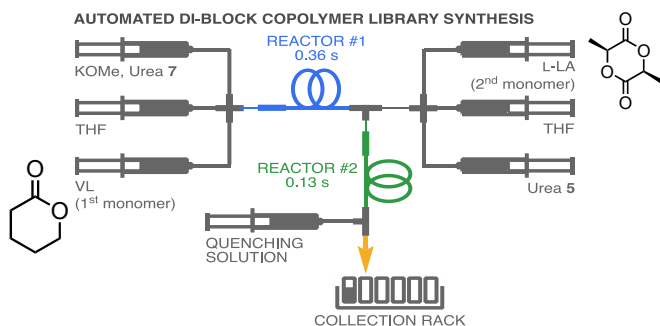 AUTOMATED DI-BLOCK COPOLYMER LIBRARY SYNTHESIS
KOMe, Urea 7
THF
VL
(1st monomer)
REACTOR #1
0.36 s
L-LA
(2nd monomer)
THF
Urea 5
REACTOR #2
0.13 s
QUENCHING
SOLUTION
COLLECTION RACK
O
O
O
O
O
O